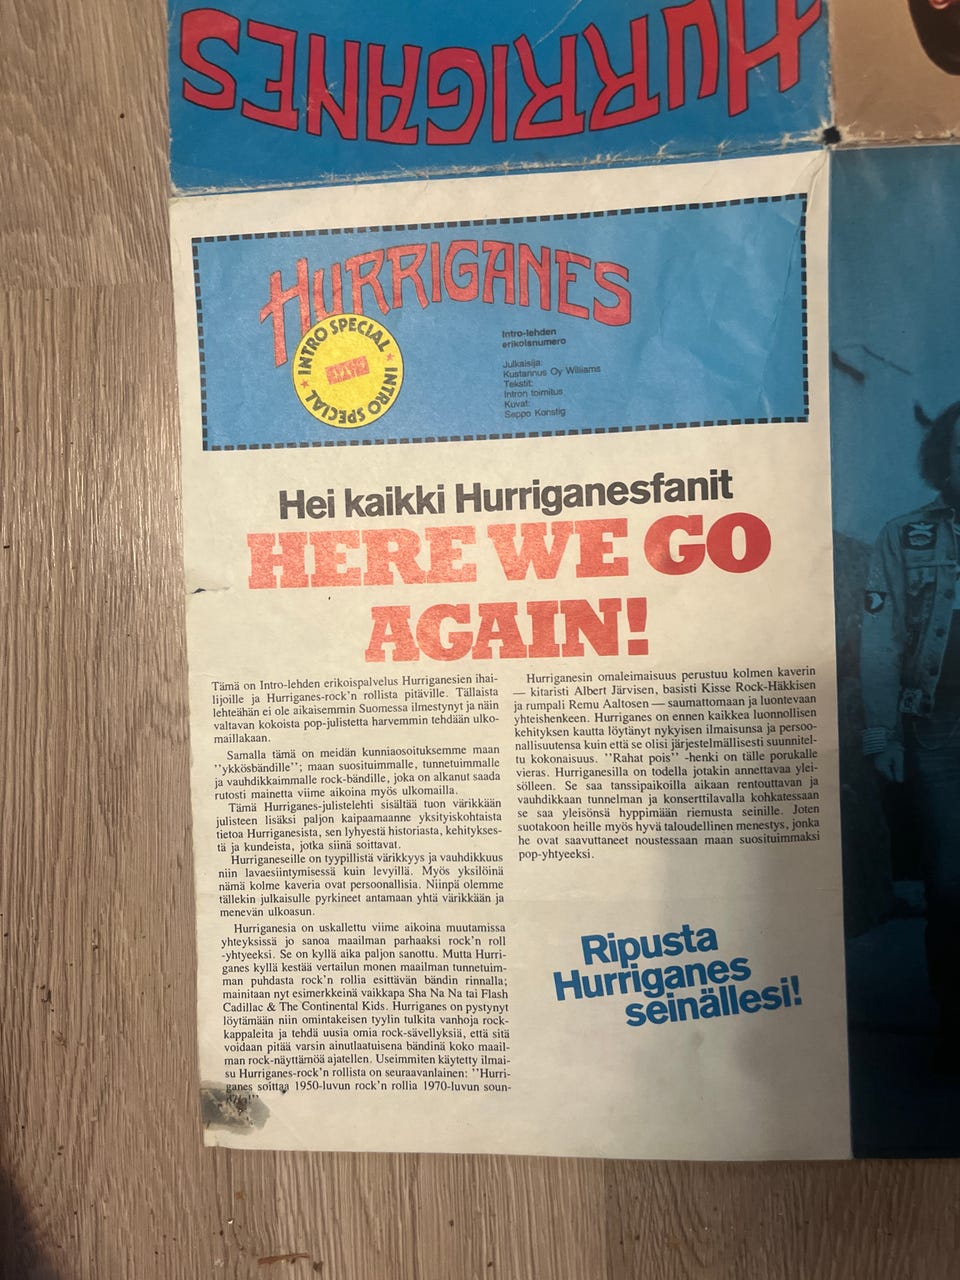 HURRIGANES
HURRIGANES
INTRO SPECIAL
INTRO SPECIAL
Intro-lehden
erikoisnumero
Julkaisija
Kustannus Oy Williams
Tekstit:
Intron toimitus
Kuvat:
Seppo Konstig
Hei kaikki Hurriganesfanit
HERE WE GO
AGAIN!
Tämä on Intro-lehden erikoispalvelus Hurriganesien ihai-
lijoille ja Hurriganes-rock'n rollista pitäville. Tällaista
lehteähän ei ole aikaisemmin Suomessa ilmestynyt ja näin
valtavan kokoista pop-julistetta harvemmin tehdään ulko-
maillakaan.
Samalla tämä on meidän kunniaosoituksemme maan
''ykkösbändille''; maan suosituimmalle, tunnetuimmalle
ja vauhdikkaimmalle rock-bändille, joka on alkanut saada
rutosti mainetta viime aikoina myös ulkomailla.
Tämä Hurriganes-julistelehti sisältää tuon värikkään
julisteen lisäksi paljon kaipaamaanne yksityiskohtaista
tietoa Hurriganesista, sen lyhyestä historiasta, kehitykses-
tä ja kundeista, jotka siinä soittavat.
Hurriganeseille on tyypillistä värikkyys ja vauhdikkuus
niin lavaesiintymisessä kuin levyillä. Myös yksilöinä
nämä kolme kaveria ovat persoonallisia. Niinpä olemme
tällekin julkaisulle pyrkineet antamaan yhtä värikkään ja
menevän ulkoasun.
Hurriganesia on uskallettu viime aikoina muutamissa
yhteyksissä jo sanoa maailman parhaaksi rock'n roll
-yhtyeeksi. Se on kyllä aika paljon sanottu. Mutta Hurri-
ganes kyllä kestää vertailun monen maailman tunnetuim-
man puhdasta rock'n rollia esittävän bändin rinnalla;
mainitaan nyt esimerkkeinä vaikkapa Sha Na Na tai Flash
Cadillac & The Continental Kids. Hurriganes on pystynyt
löytämään niin omintakeisen tyylin tulkita vanhoja rock-
kappaleita ja tehdä uusia omia rock-sävellyksiä, että sitä
voidaan pitää varsin ainutlaatuisena bändinä koko maail-
man rock-näyttämöä ajatellen. Useimmiten käytetty ilmai-
su Hurriganes-rock'n rollista on seuraavanlainen: ''Hurri-
ganes soittaa 1950-luvun rock'n rollia 1970-luvun soun-
Hurriganesin omaleimaisuus perustuu kolmen kaverin
— kitaristi Albert Järvisen, basisti Kisse Rock-Häkkisen
ja rumpali Remu Aaltosen — saumattomaan ja luontevaan
yhteishenkeen. Hurriganes on ennen kaikkea luonnollisen
kehityksen kautta löytänyt nykyisen ilmaisunsa ja persoo-
nallisuutensa kuin että se olisi järjestelmällisesti suunnitel-
tu kokonaisuus. ''Rahat pois'' -henki on tälle porukalle
vieras. Hurriganesilla on todella jotakin annettavaa ylei-
sölleen. Se saa tanssipaikoilla aikaan rentouttavan ja
vauhdikkaan tunnelman ja konserttilavalla kohkatessaan
se saa yleisönsä hyppimään riemusta seinille. Joten
suotakoon heille myös hyvä taloudellinen menestys, jonka
he ovat saavuttaneet noustessaan maan suosituimmaksi
pop-yhtyeeksi.
Ripusta
Hurriganes
seinällesi!